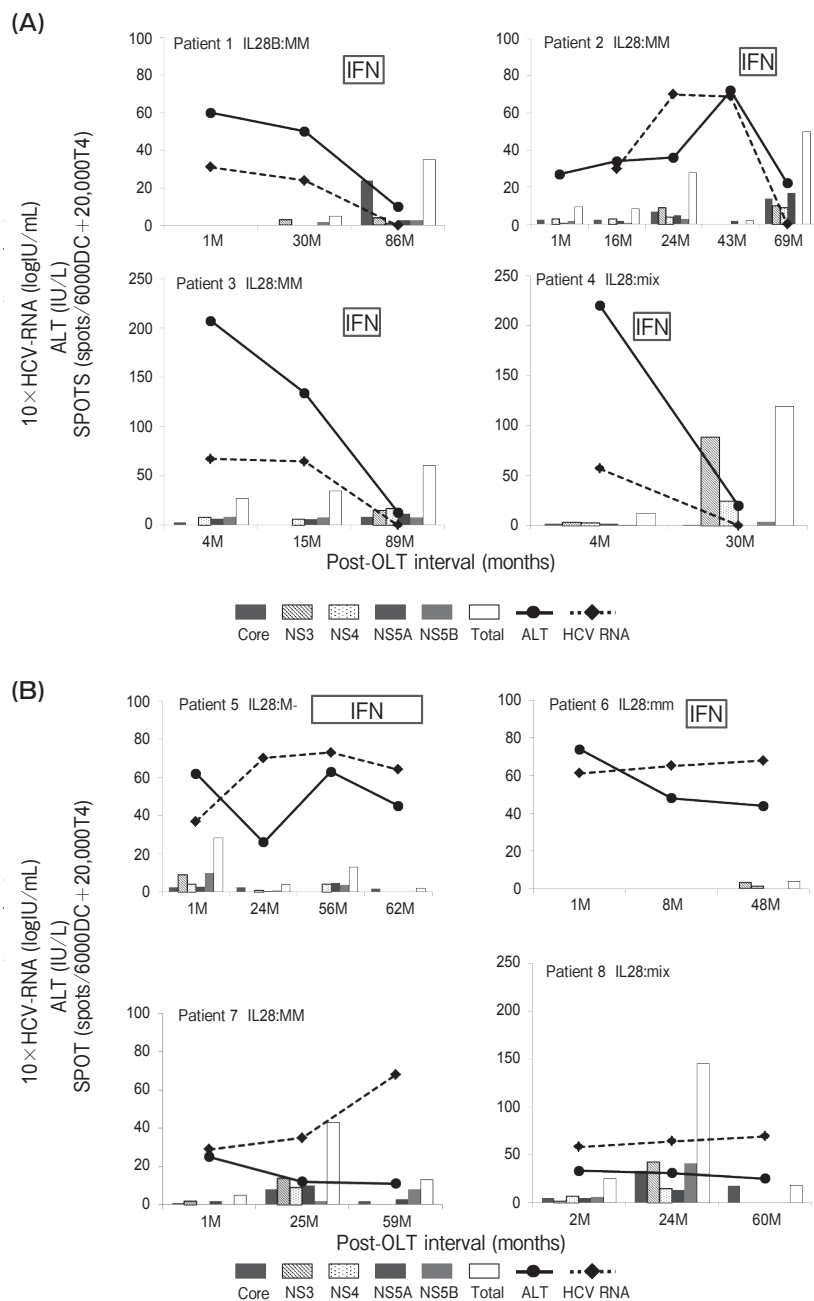 (A)
10×HCV-RNA (logIU/mL)
ALT (IU/L)
SPOTS (spots/6000DC+20,000T4)
Patient 1 IL28B:MM
IFN
100
80
60
40
20
0
1M 30M 86M
Patient 2 IL28:MM
IFN
100
80
60
40
20
0
1M 16M 24M 43M 69M
Patient 3 IL28:MM
IFN
250
200
150
100
50
0
4M 15M 89M
Patient 4 IL28:mix
IFN
250
200
150
100
50
0
4M 30M
Post-OLT interval (months)
Core NS3 NS4 NS5A NS5B Total ALT HCV RNA
(B)
10×HCV-RNA (logIU/mL)
ALT (IU/L)
SPOT (spots/6000DC+20,000T4)
Patient 5 IL28:M-
IFN
100
80
60
40
20
0
1M 24M 56M 62M
Patient 6 IL28:mm
IFN
100
80
60
40
20
0
1M 8M 48M
Patient 7 IL28:MM
100
80
60
40
20
0
1M 25M 59M
Patient 8 IL28:mix
250
200
150
100
50
0
2M 24M 60M
Post-OLT interval (months)
Core NS3 NS4 NS5A NS5B Total ALT HCV RNA